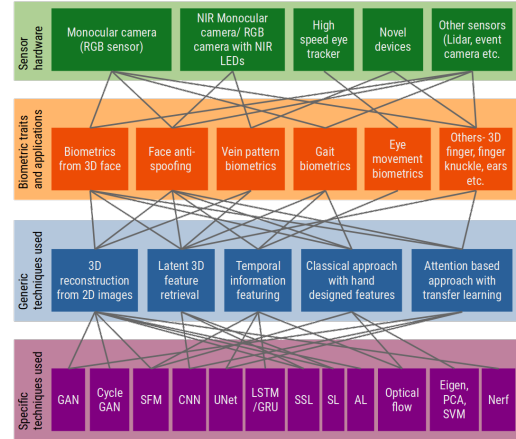 Sensor
hardware
Monocular camera
(RGB sensor)
NIR Monocular
camera/ RGB
camera with NIR
LEDs
High
speed eye
tracker
Novel
devices
Other sensors
(Lidar, event
camera etc.
Biometric traits
and applications
Biometrics
from 3D face
Face anti-
spoofing
Vein pattern
biometrics
Gait
biometrics
Eye
movement
biometrics
Others- 3D
finger, finger
knuckle, ears
etc.
Generic
techniques used
3D
reconstruction
from 2D images
Latent 3D
feature
retrieval
Temporal
information
featuring
Classical approach
with hand
designed features
Attention based
approach with
transfer learning
Specific
techniques used
GAN
Cycle
GAN
SFM
CNN
UNet
LSTM
/GRU
SSL
SL
AL
Optical
flow
Eigen,
PCA,
SVM
Nerf